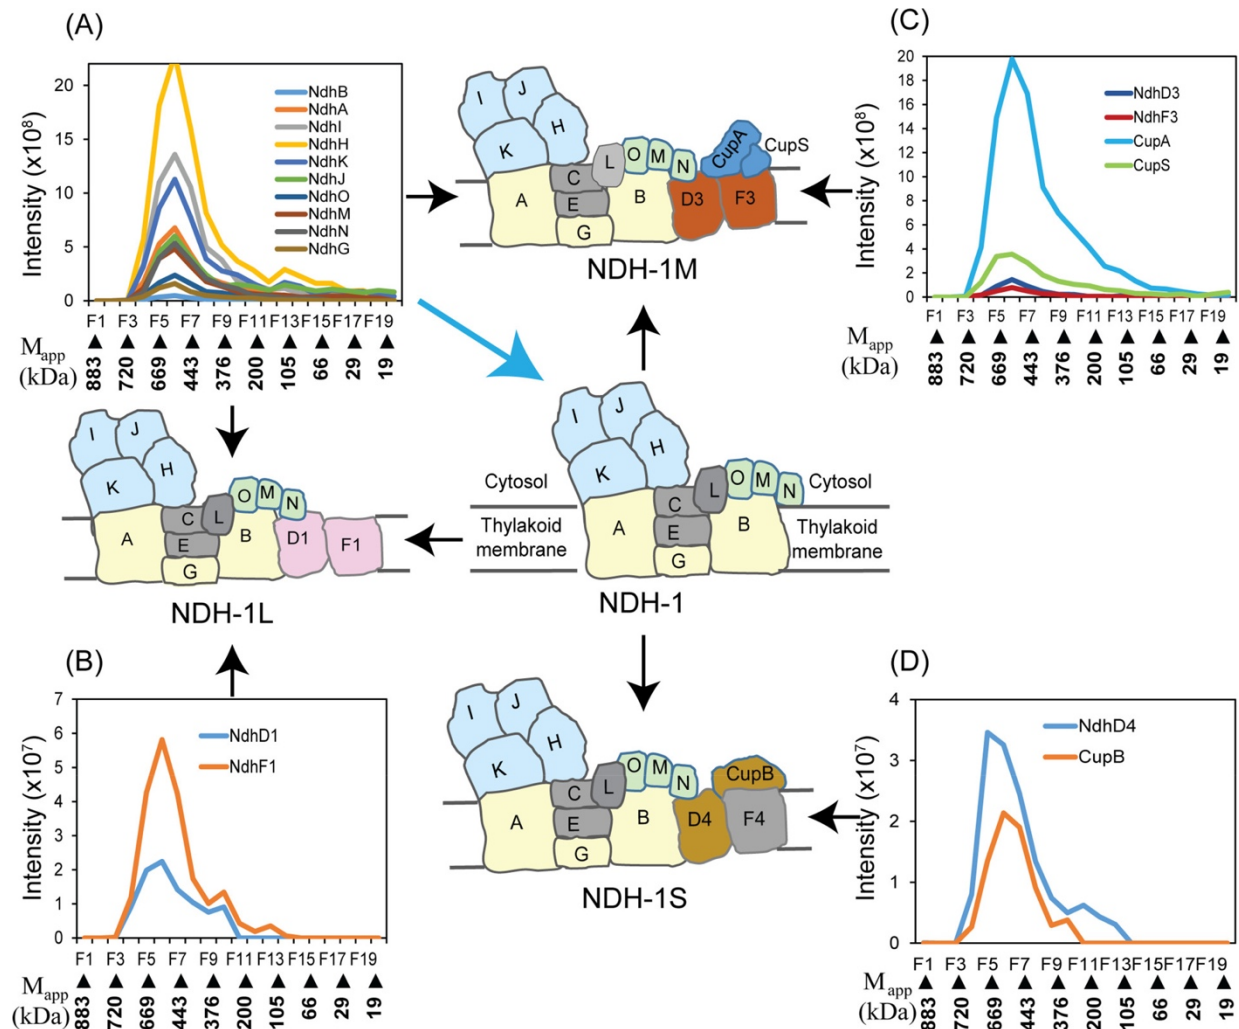 (A)
Intensity (x10⁸)
20
15
10
5
0
NdhB
NdhA
NdhI
NdhH
NdhK
NdhJ
NdhO
NdhM
NdhN
NdhG
F1 F3 F5 F7 F9 F11 F13 F15 F17 F19
Mapp
(kDa)
883 720 669 443 376 200 105 66 29 19
I J H K A C E G L O M N B D3 F3 CupA CupS
NDH-1M
(C)
Intensity (x10⁸)
20
18
16
14
12
10
8
6
4
2
0
NdhD3
NdhF3
CupA
CupS
F1 F3 F5 F7 F9 F11 F13 F15 F17 F19
Mapp
(kDa)
883 720 669 443 376 200 105 66 29 19
I J H K A C E G L O M N B D1 F1
NDH-1L
I J H K A C E G L O M N B
Cytosol
Thylakoid
membrane
Cytosol
Thylakoid
membrane
NDH-1
(B)
Intensity (x10⁷)
7
6
5
4
3
2
1
0
NdhD1
NdhF1
F1 F3 F5 F7 F9 F11 F13 F15 F17 F19
Mapp
(kDa)
883 720 669 443 376 200 105 66 29 19
I J H K A C E G L O M N B D4 F4 CupB
NDH-1S
(D)
Intensity (x10⁷)
4
3
2
1
0
NdhD4
CupB
F1 F3 F5 F7 F9 F11 F13 F15 F17 F19
Mapp
(kDa)
883 720 669 443 376 200 105 66 29 19